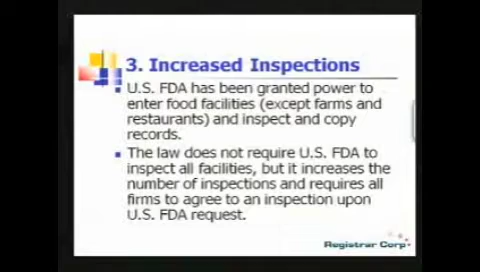 3. Increased Inspections
U.S. FDA has been granted power to
enter food facilities (except farms and
restaurants) and inspect and copy
records.
The law does not require U.S. FDA to
inspect all facilities, but it increases the
number of inspections and requires all
firms to agree to an inspection upon
U.S. FDA request.
Registrar Corp